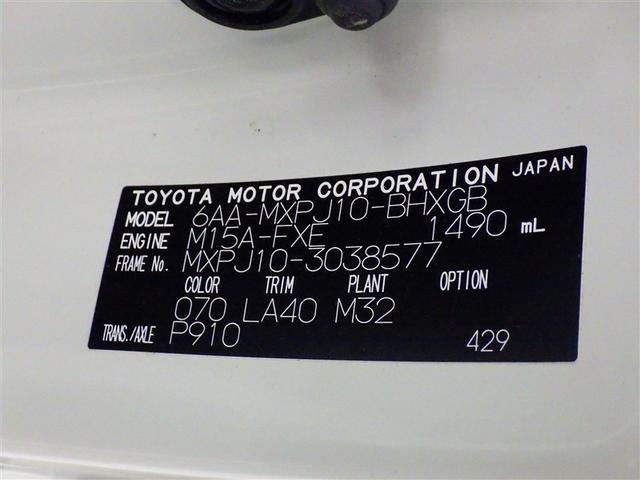 TOYOTA MOTOR CORPORATION JAPAN
MODEL 6AA-MXPJ10-BHXGB
ENGINE M15A-FXE 1490 mL
FRAME No. MXPJ10-3038577
COLOR TRIM PLANT OPTION
070 LA40 M32
TRANS./AXLE P910 429